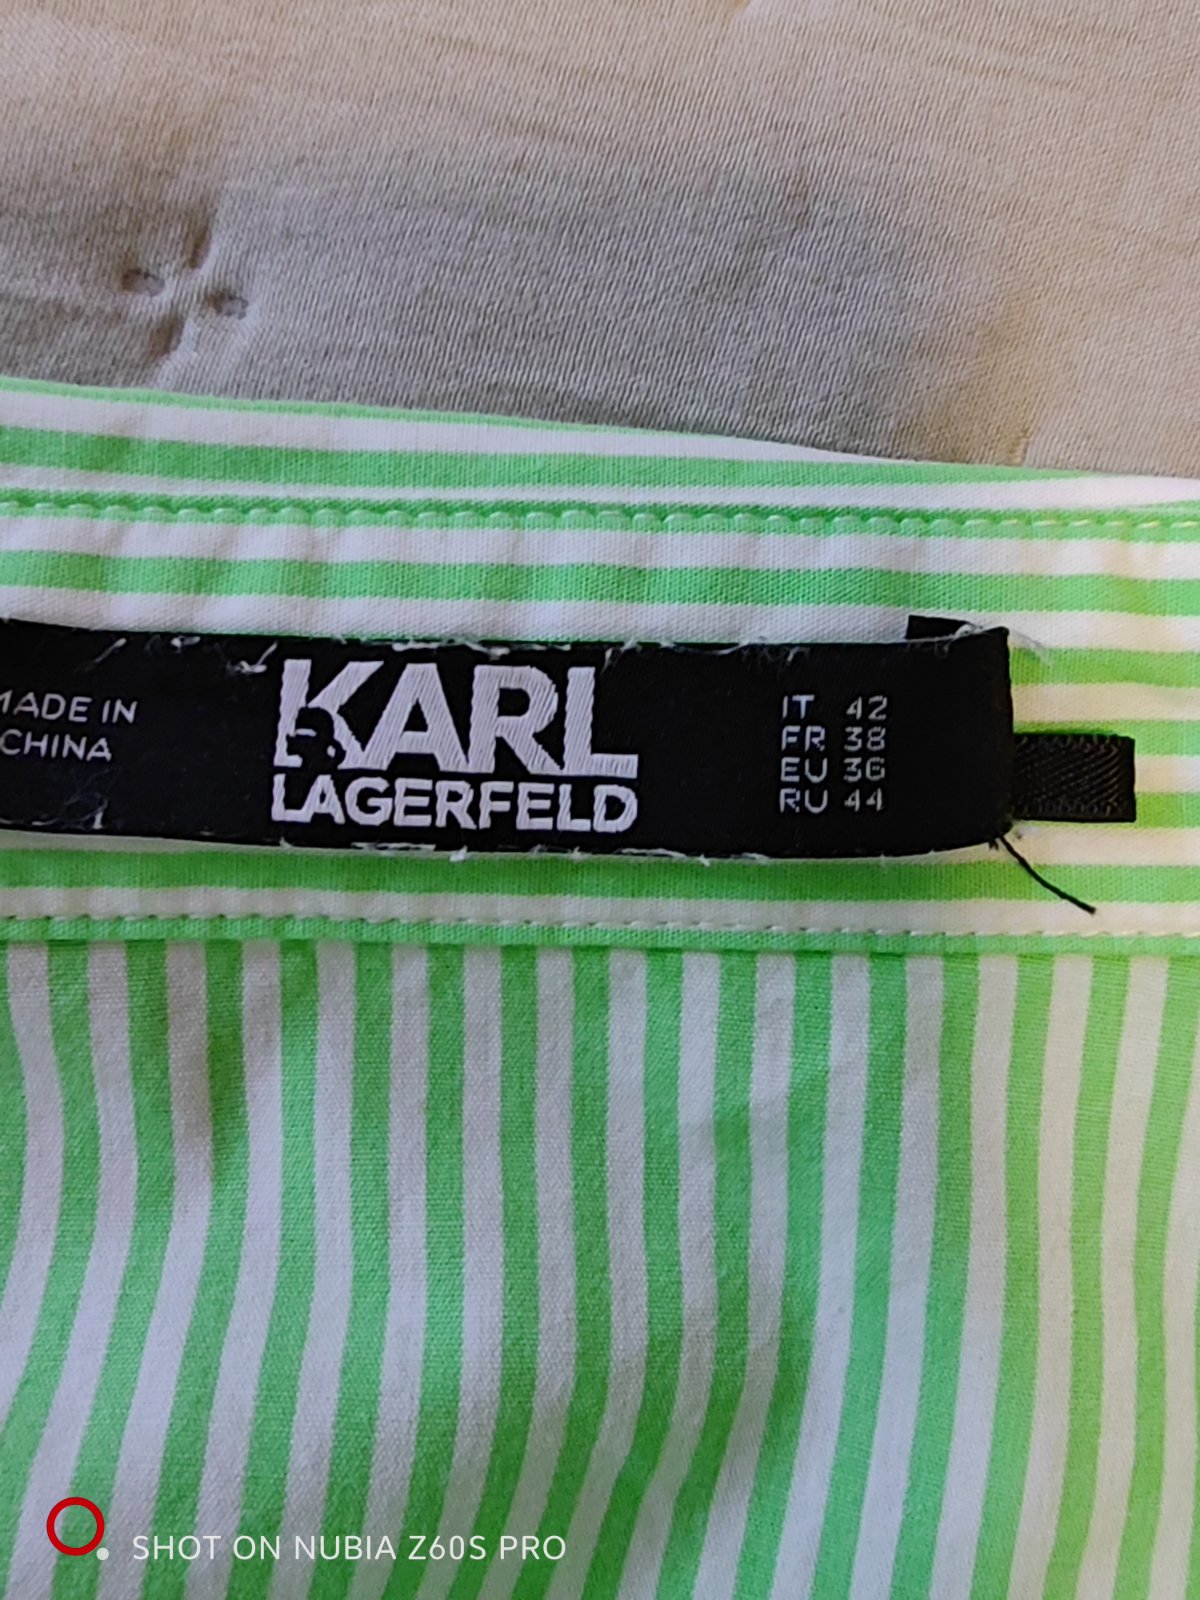 MADE IN
CHINA
KARL
LAGERFELD
IT 42
FR 38
EU 36
RU 44
SHOT ON NUBIA Z60S PRO